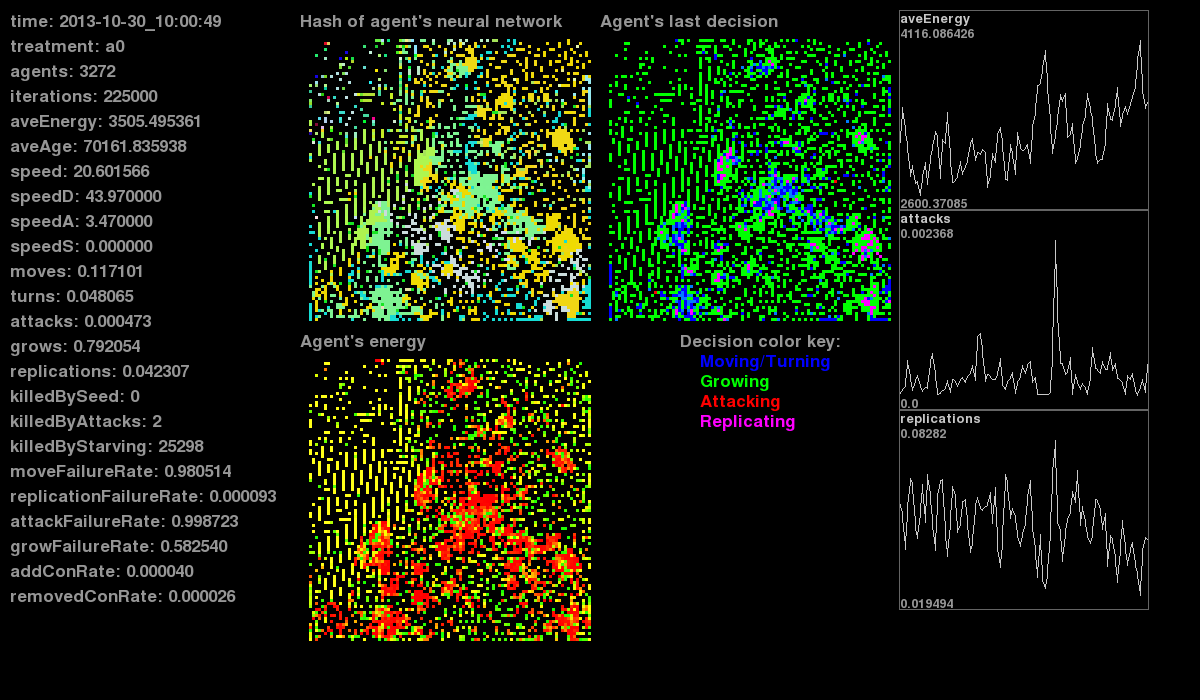 time: 2013-10-30_10:00:49
treatment: a0
agents: 3272
iterations: 225000
aveEnergy: 3505.495361
aveAge: 70161.835938
speed: 20.601566
speedD: 43.970000
speedA: 3.470000
speedS: 0.000000
moves: 0.117101
turns: 0.048065
attacks: 0.000473
grows: 0.792054
replications: 0.042307
killedBySeed: 0
killedByAttacks: 2
killedByStarving: 25298
moveFailureRate: 0.980514
replicationFailureRate: 0.000093
attackFailureRate: 0.998723
growFailureRate: 0.582540
addConRate: 0.000040
removedConRate: 0.000026
Hash of agent's neural network
Agent's last decision
Agent's energy
Decision color key:
Moving/Turning
Growing
Attacking
Replicating
aveEnergy
4116.086426
2600.37085
attacks
0.002368
0.0
replications
0.08282
0.019494